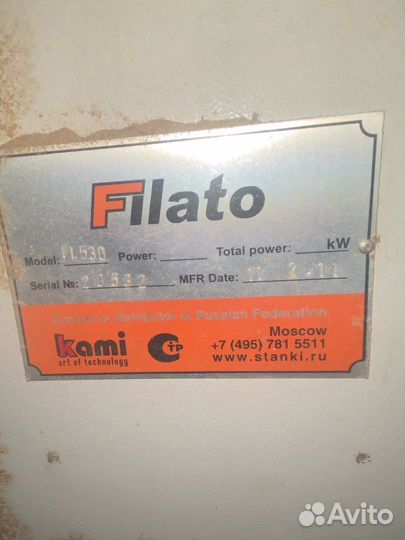 Filato
Model: FL530 Power: Total power: kW
Serial №: MFR Date:
Exclusive Distributor in Russian Federation
kami
art of technology
Moscow
+7 (495) 781 5511
www.stanki.ru
Avito